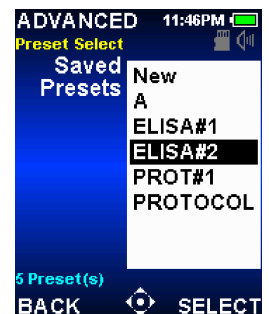 ADVANCED 11:46PM
Preset Select
Saved
Presets
New
A
ELISA#1
ELISA#2
PROT#1
PROTOCOL
5 Preset(s)
BACK SELECT